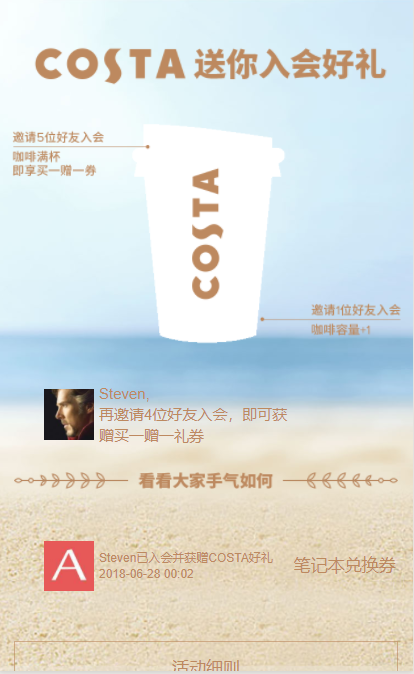 COSTA 送你入会好礼
邀请5位好友入会
咖啡满杯
即享买一赠一券
COSTA
邀请1位好友入会
咖啡容量+1
Steven,
再邀请4位好友入会，即可获
赠买一赠一礼券
看看大家手气如何
A
Steven已入会并获赠COSTA好礼
2018-06-28 00:02
笔记本兑换券
活动细则